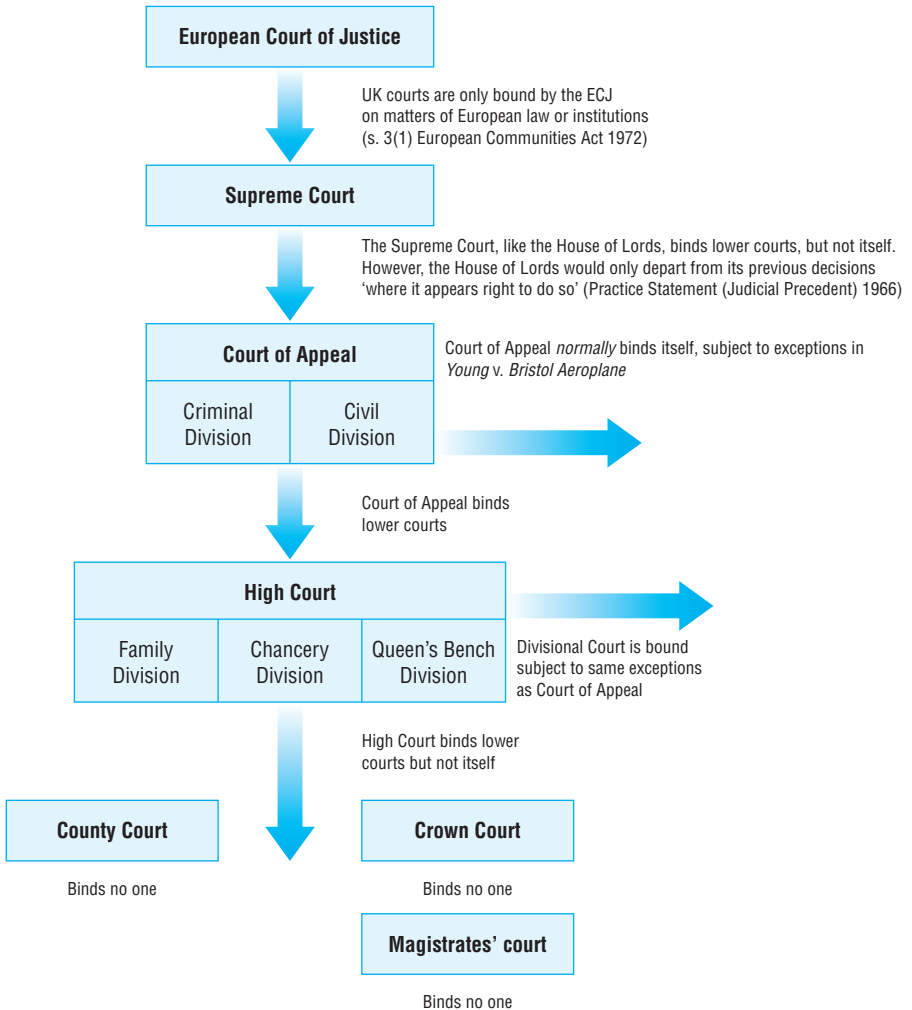 European Court of Justice
UK courts are only bound by the ECJ
on matters of European law or institutions
(s. 3(1) European Communities Act 1972)
Supreme Court
The Supreme Court, like the House of Lords, binds lower courts, but not itself.
However, the House of Lords would only depart from its previous decisions
‘where it appears right to do so’ (Practice Statement (Judicial Precedent) 1966)
Court of Appeal
Court of Appeal normally binds itself, subject to exceptions in
Young v. Bristol Aeroplane
Criminal
Division
Civil
Division
Court of Appeal binds
lower courts
High Court
Family
Division
Chancery
Division
Queen’s Bench
Division
Divisional Court is bound
subject to same exceptions
as Court of Appeal
High Court binds lower
courts but not itself
County Court
Binds no one
Crown Court
Binds no one
Magistrates’ court
Binds no one